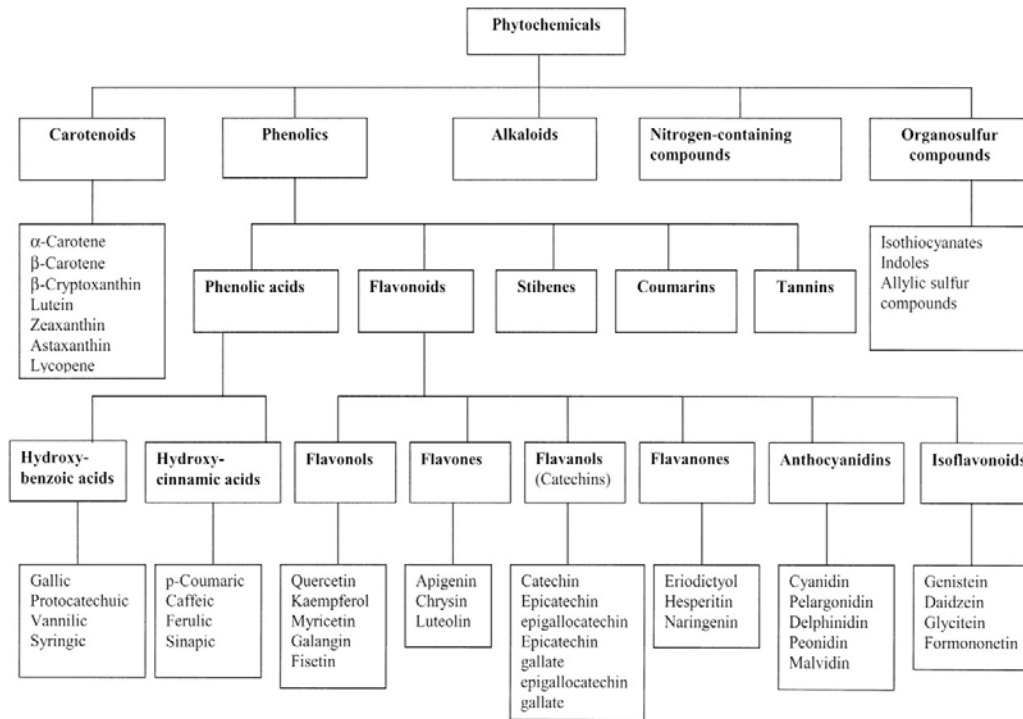 Phytochemicals
Carotenoids
Phenolics
Alkaloids
Nitrogen-containing
compounds
Organosulfur
compounds
α-Carotene
β-Carotene
β-Cryptoxanthin
Lutein
Zeaxanthin
Astaxanthin
Lycopene
Isothiocyanates
Indoles
Allylic sulfur
compounds
Phenolic acids
Flavonoids
Stibenes
Coumarins
Tannins
Hydroxy-
benzoic acids
Hydroxy-
cinnamic acids
Flavonols
Flavones
Flavanols
(Catechins)
Flavanones
Anthocyanidins
Isoflavonoids
Gallic
Protocatechuic
Vannilic
Syringic
p-Coumaric
Caffeic
Ferulic
Sinapic
Quercetin
Kaempferol
Myricetin
Galangin
Fisetin
Apigenin
Chrysin
Luteolin
Catechin
Epicatechin
epigallocatechin
Epicatechin
gallate
epigallocatechin
gallate
Eriodictyol
Hesperitin
Naringenin
Cyanidin
Pelargonidin
Delphinidin
Peonidin
Malvidin
Genistein
Daidzein
Glycitein
Formononetin